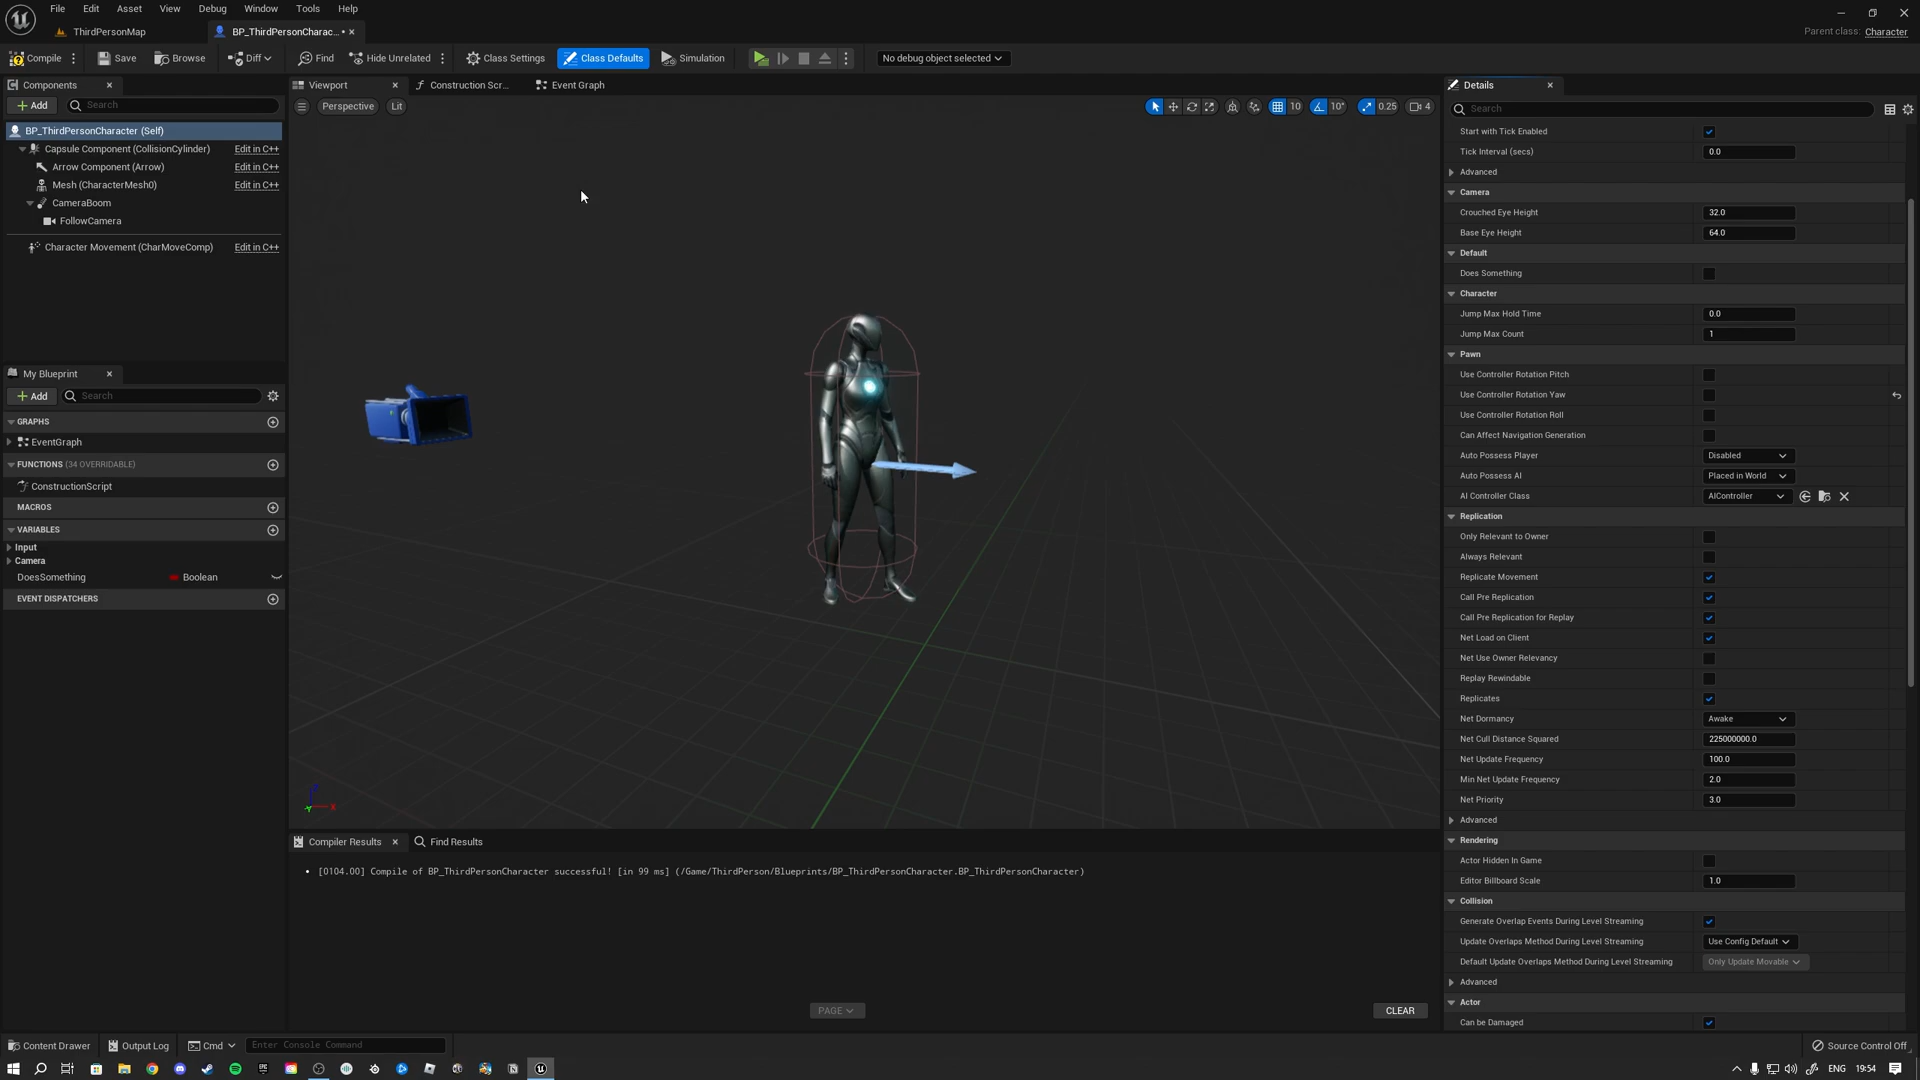 File Edit Asset View Debug Window Tools Help
ThirdPersonMap
BP_ThirdPersonCharac... •
Parent class: Character
Compile
Save
Browse
Diff
Find
Hide Unrelated
Class Settings
Class Defaults
Simulation
No debug object selected
Components
Add
Search
BP_ThirdPersonCharacter (Self)
Capsule Component (CollisionCylinder) Edit in C++
Arrow Component (Arrow) Edit in C++
Mesh (CharacterMesh0) Edit in C++
CameraBoom
FollowCamera
Character Movement (CharMoveComp) Edit in C++
My Blueprint
Add
Search
GRAPHS
EventGraph
FUNCTIONS (34 OVERRIDABLE)
ConstructionScript
MACROS
VARIABLES
Input
Camera
DoesSomething Boolean
EVENT DISPATCHERS
Viewport
Construction Scr...
Event Graph
Perspective
Lit
10
10°
0.25
4
Z
X
Y
Compiler Results
Find Results
• [0104.00] Compile of BP_ThirdPersonCharacter successful! [in 99 ms] (/Game/ThirdPerson/Blueprints/BP_ThirdPersonCharacter.BP_ThirdPersonCharacter)
PAGE
CLEAR
Details
Search
Start with Tick Enabled
Tick Interval (secs) 0.0
Advanced
Camera
Crouched Eye Height 32.0
Base Eye Height 64.0
Default
Does Something
Character
Jump Max Hold Time 0.0
Jump Max Count 1
Pawn
Use Controller Rotation Pitch
Use Controller Rotation Yaw
Use Controller Rotation Roll
Can Affect Navigation Generation
Auto Possess Player Disabled
Auto Possess AI Placed in World
AI Controller Class AIController
Replication
Only Relevant to Owner
Always Relevant
Replicate Movement
Call Pre Replication
Call Pre Replication for Replay
Net Load on Client
Net Use Owner Relevancy
Replay Rewindable
Replicates
Net Dormancy Awake
Net Cull Distance Squared 225000000.0
Net Update Frequency 100.0
Min Net Update Frequency 2.0
Net Priority 3.0
Advanced
Rendering
Actor Hidden In Game
Editor Billboard Scale 1.0
Collision
Generate Overlap Events During Level Streaming
Update Overlaps Method During Level Streaming Use Config Default
Default Update Overlaps Method During Level Streaming Only Update Movable
Advanced
Actor
Can be Damaged
Content Drawer
Output Log
Cmd
Enter Console Command
Source Control Off
ENG
19:54